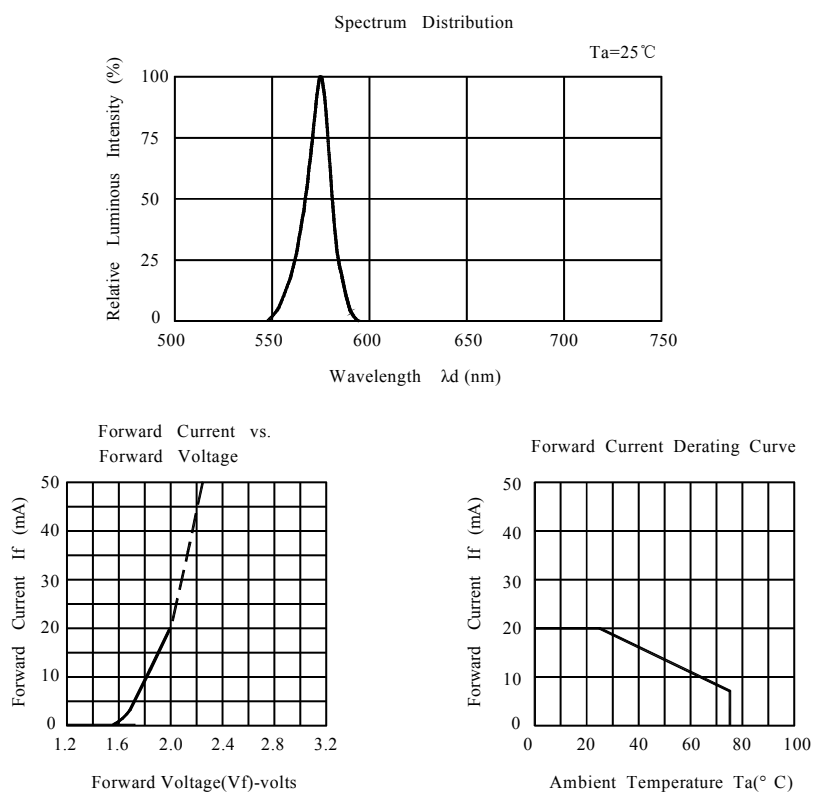 Spectrum Distribution
Ta=25℃
Relative Luminous Intensity (%)
100
75
50
25
0
500 550 600 650 700 750
Wavelength λd (nm)
Forward Current vs.
Forward Voltage
Forward Current If (mA)
50
40
30
20
10
0
1.2 1.6 2.0 2.4 2.8 3.2
Forward Voltage(Vf)-volts
Forward Current Derating Curve
Forward Current If (mA)
50
40
30
20
10
0
0 20 40 60 80 100
Ambient Temperature Ta(° C)